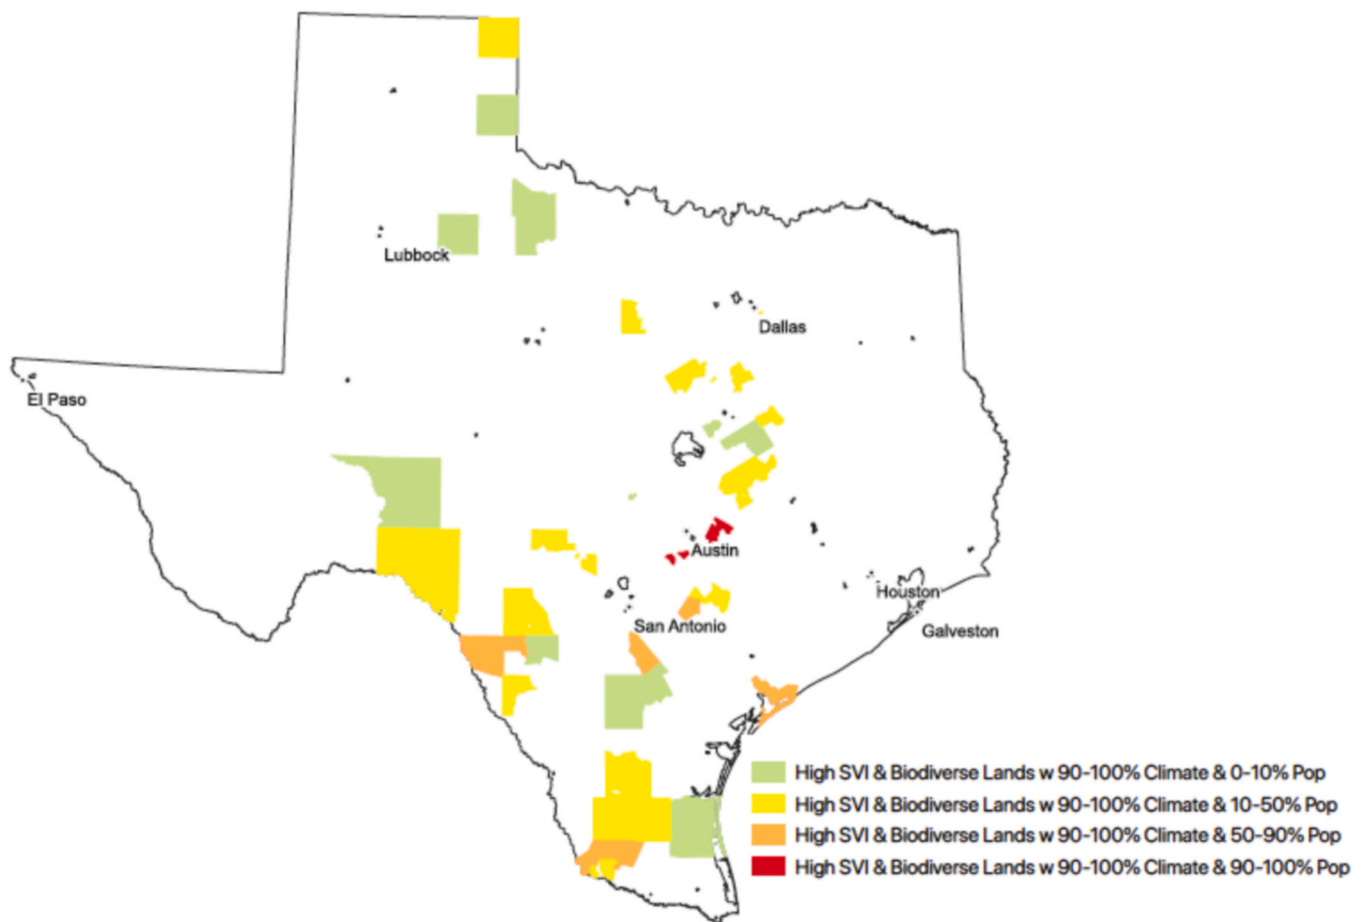 Lubbock
Dallas
El Paso
Austin
Houston
San Antonio
Galveston
High SVI & Biodiverse Lands w 90-100% Climate & 0-10% Pop
High SVI & Biodiverse Lands w 90-100% Climate & 10-50% Pop
High SVI & Biodiverse Lands w 90-100% Climate & 50-90% Pop
High SVI & Biodiverse Lands w 90-100% Climate & 90-100% Pop